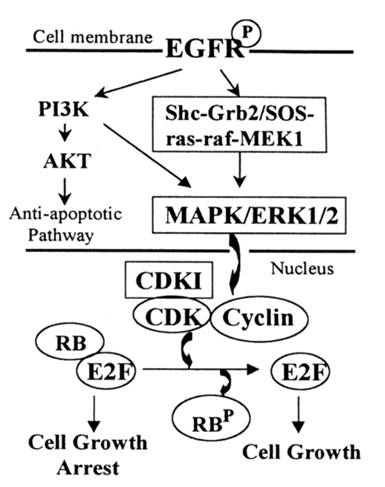 Cell membrane
EGFR
P
PI3K
Shc-Grb2/SOS-
ras-raf-MEK1
AKT
Anti-apoptotic
Pathway
MAPK/ERK1/2
Nucleus
CDKI
CDK
Cyclin
RB
E2F
E2F
RBP
Cell Growth
Arrest
Cell Growth